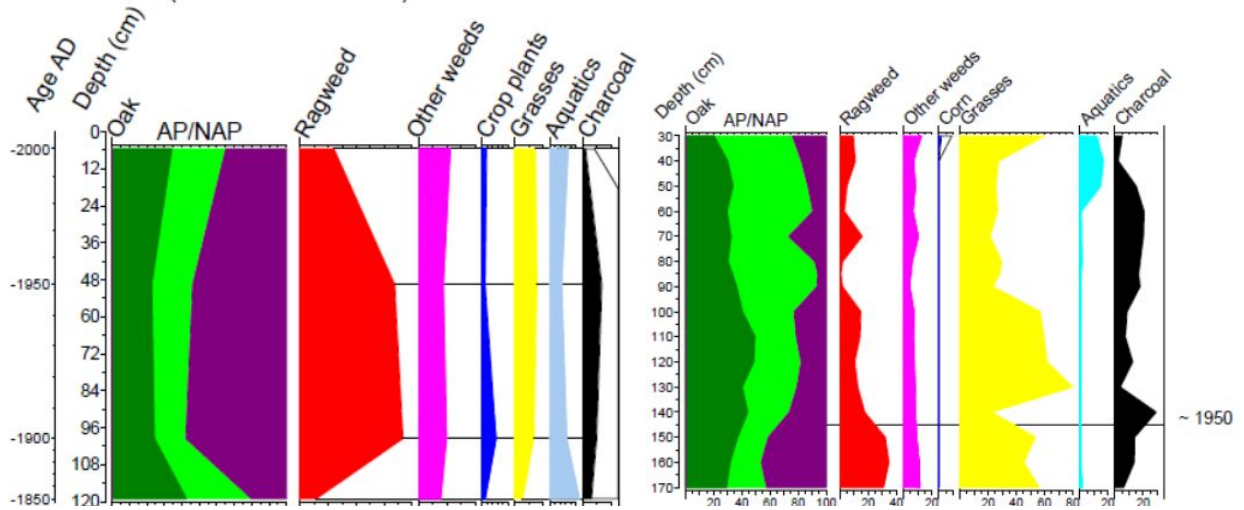 Age AD
Depth (cm)
Oak
AP/NAP
Ragweed
Other weeds
Crop plants
Grasses
Aquatics
Charcoal
-2000
-1950
-1900
-1850
0
12
24
36
48
60
72
84
96
108
120
Depth (cm)
Oak
AP/NAP
Ragweed
Other weeds
Corn
Grasses
Aquatics
Charcoal
30
40
50
60
70
80
90
100
110
120
130
140
150
160
170
~ 1950
20 40 60 80 100 20 40 20 20 40 60 80 20 20